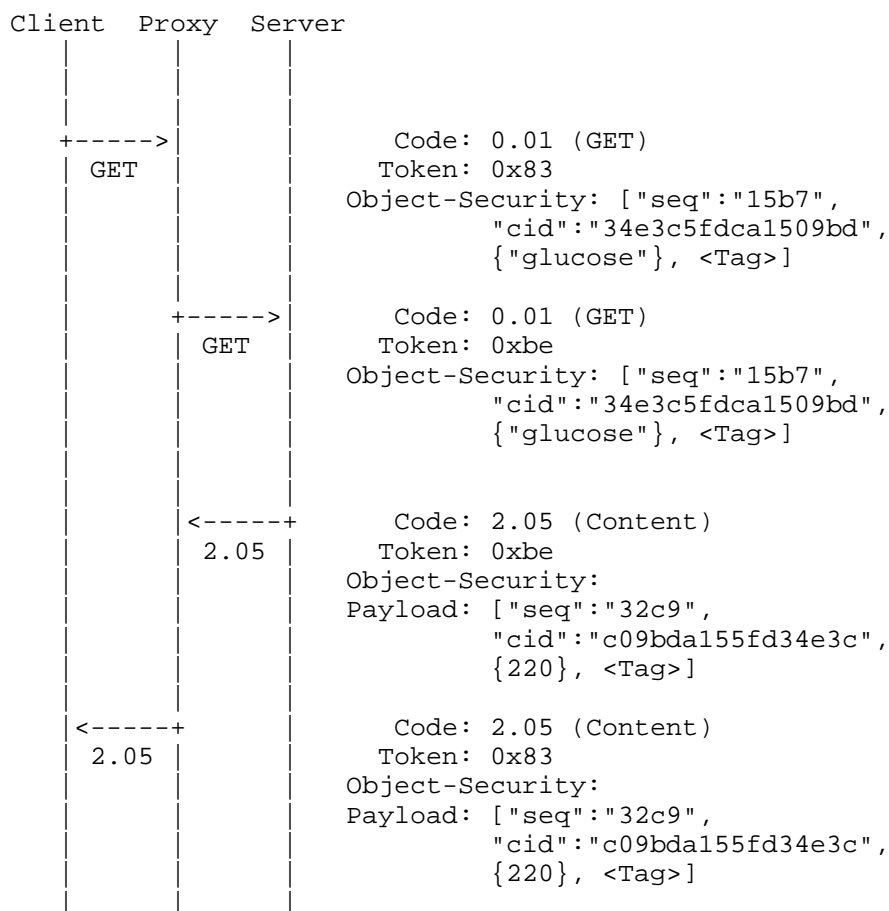 Client  Proxy  Server
Code: 0.01 (GET)
GET Token: 0x83
Object-Security: ["seq":"15b7",
"cid":"34e3c5fdca1509bd",
{"glucose"}, <Tag>]
Code: 0.01 (GET)
GET Token: 0xbe
Object-Security: ["seq":"15b7",
"cid":"34e3c5fdca1509bd",
{"glucose"}, <Tag>]
Code: 2.05 (Content)
2.05 Token: 0xbe
Object-Security:
Payload: ["seq":"32c9",
"cid":"c09bda155fd34e3c",
{220}, <Tag>]
Code: 2.05 (Content)
2.05 Token: 0x83
Object-Security:
Payload: ["seq":"32c9",
"cid":"c09bda155fd34e3c",
{220}, <Tag>]